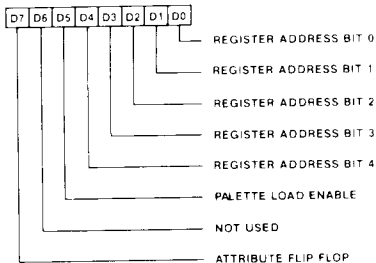 D7 D6 D5 D4 D3 D2 D1 D0
REGISTER ADDRESS BIT 0
REGISTER ADDRESS BIT 1
REGISTER ADDRESS BIT 2
REGISTER ADDRESS BIT 3
REGISTER ADDRESS BIT 4
PALETTE LOAD ENABLE
NOT USED
ATTRIBUTE FLIP FLOP